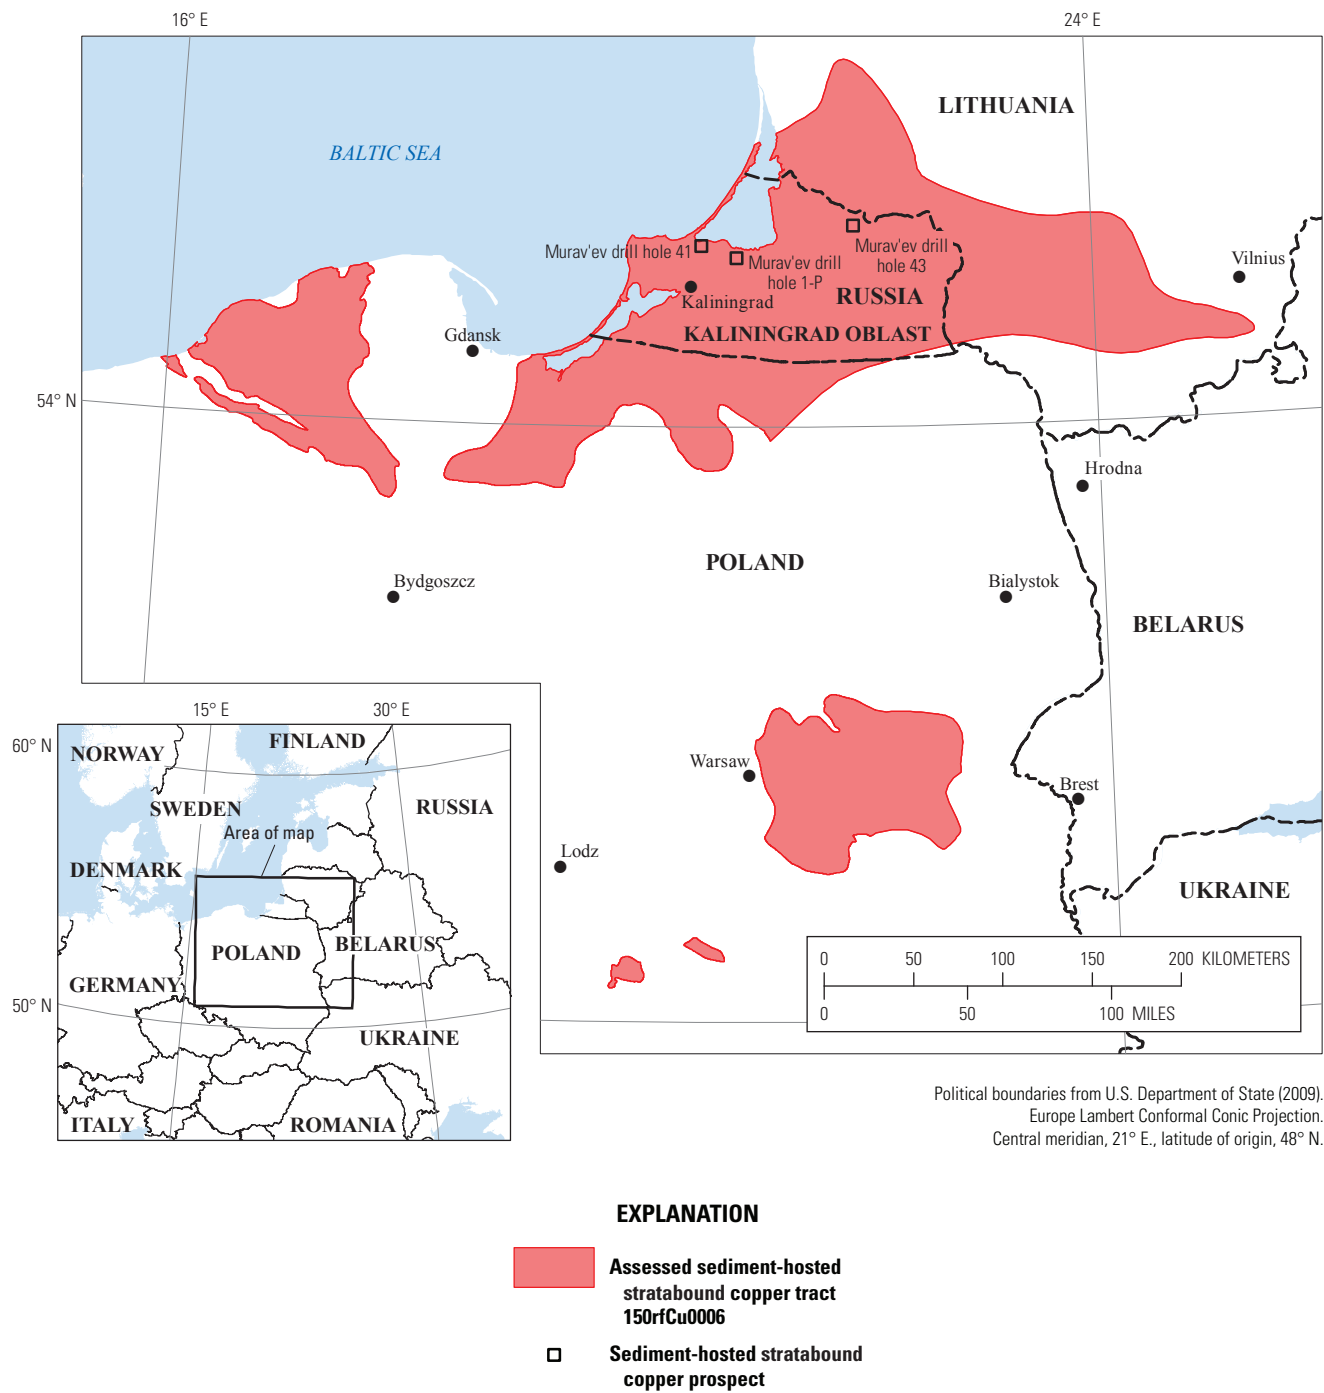 16° E
24° E
LITHUANIA
BALTIC SEA
Murav'ev drill hole 41
Murav'ev drill
hole 1-P
Murav'ev drill
hole 43
Vilnius
Kaliningrad
RUSSIA
KALININGRAD OBLAST
Gdansk
54° N
Hrodna
POLAND
Bydgoszcz
Bialystok
BELARUS
Warsaw
Brest
Lodz
UKRAINE
15° E
30° E
60° N
NORWAY
FINLAND
SWEDEN
RUSSIA
Area of map
DENMARK
POLAND
BELARUS
GERMANY
50° N
UKRAINE
ITALY
ROMANIA
0 50 100 150 200 KILOMETERS
0 50 100 MILES
Political boundaries from U.S. Department of State (2009).
Europe Lambert Conformal Conic Projection.
Central meridian, 21° E., latitude of origin, 48° N.
EXPLANATION
Assessed sediment-hosted
stratabound copper tract
150rfCu0006
Sediment-hosted stratabound
copper prospect